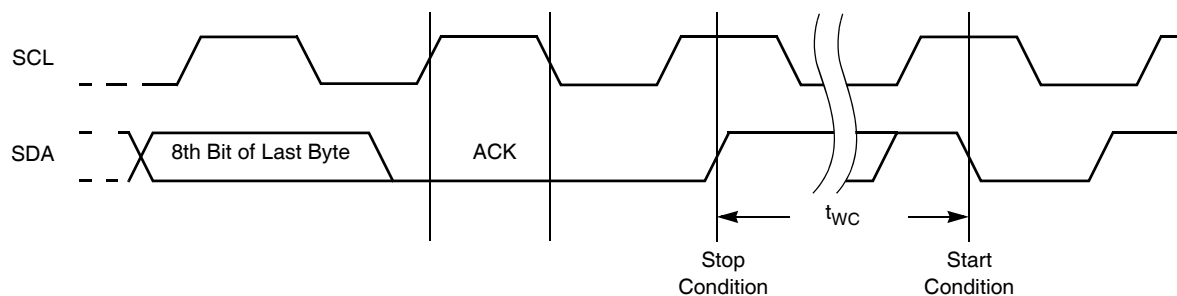 SCL
SDA
8th Bit of Last Byte
ACK
tWC
Stop
Condition
Start
Condition